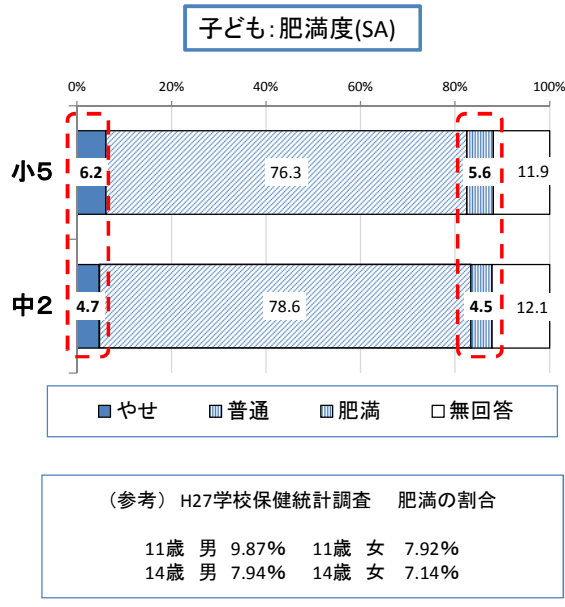 子ども：肥満度(SA)
0% 20% 40% 60% 80% 100%
小5 6.2 76.3 5.6 11.9
中2 4.7 78.6 4.5 12.1
やせ 普通 肥満 無回答
（参考） H27学校保健統計調査 肥満の割合
11歳 男 9.87% 11歳 女 7.92%
14歳 男 7.94% 14歳 女 7.14%